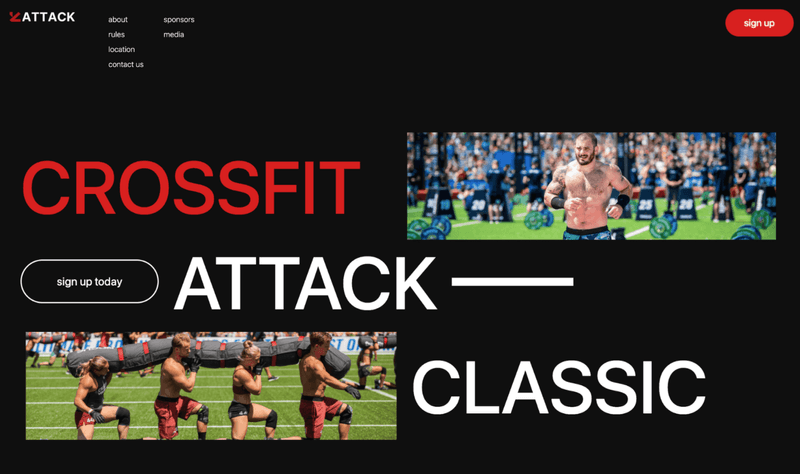 ATTACK
about
rules
location
contact us
sponsors
media
sign up
CROSSFIT
sign up today
ATTACK
CLASSIC